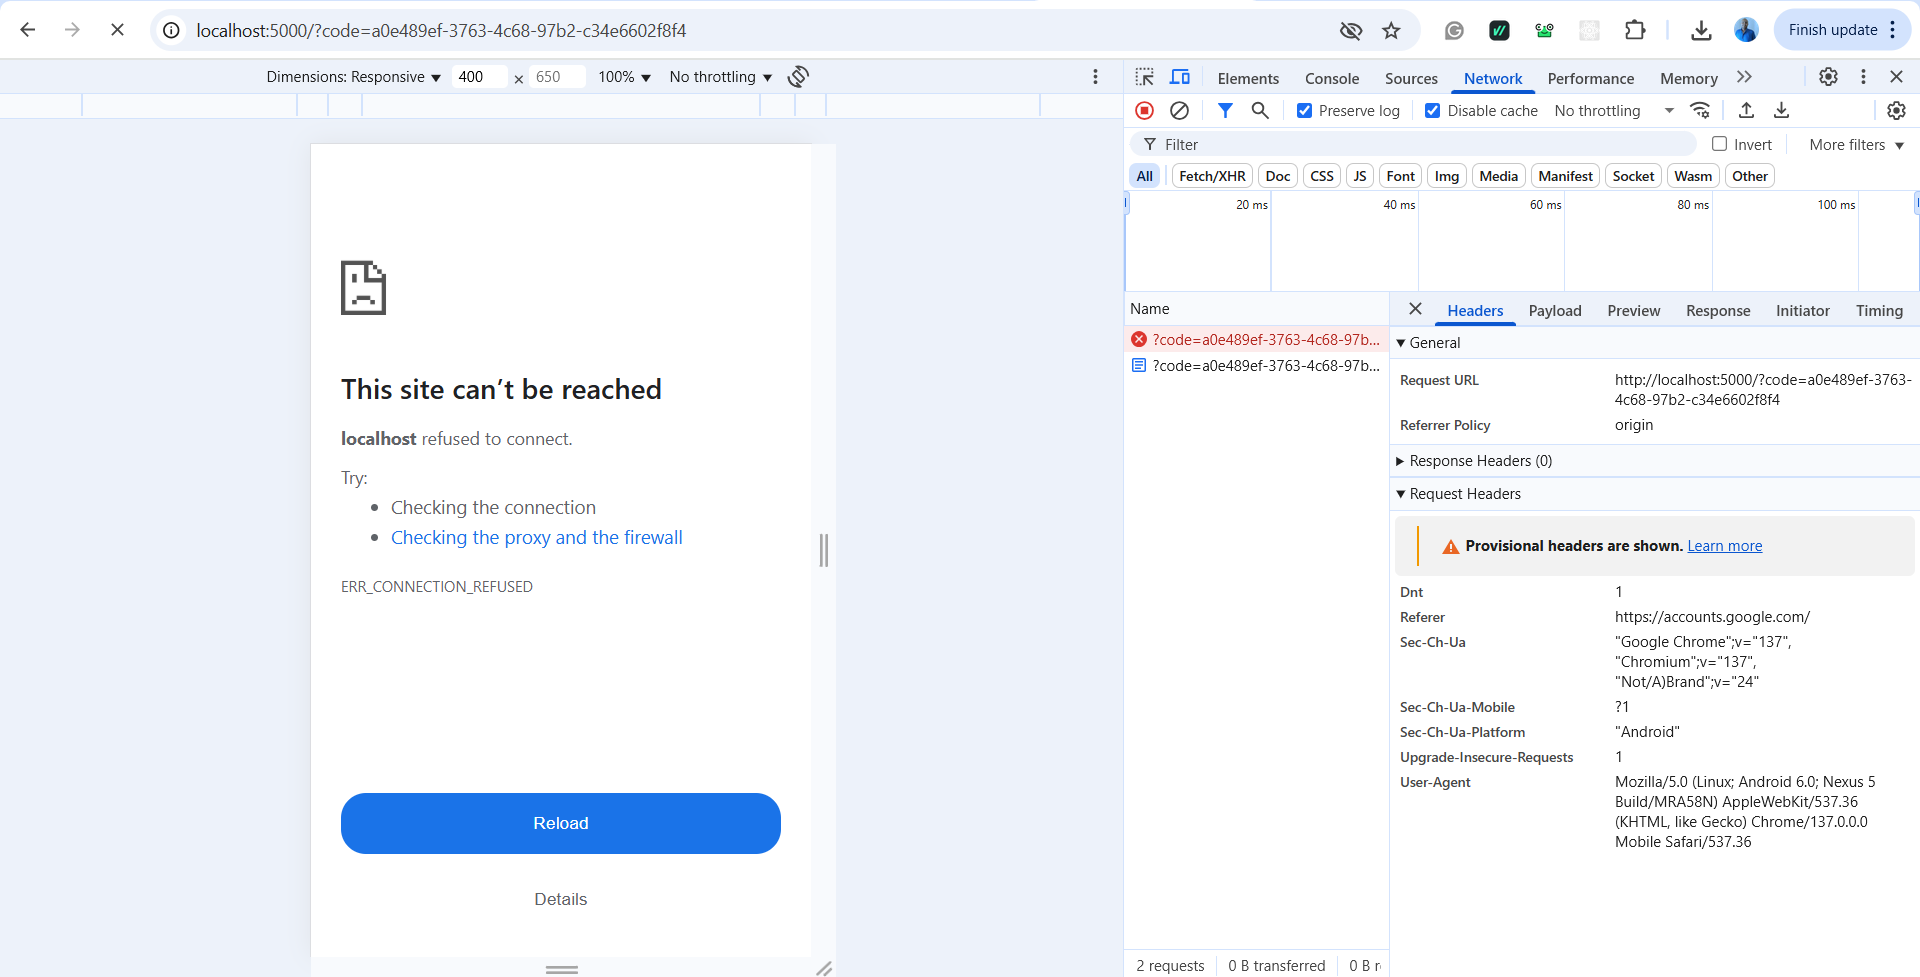 localhost:5000/?code=a0e489ef-3763-4c68-97b2-c34e6602f8f4
Finish update
Dimensions: Responsive 400 × 650 100% No throttling
Elements Console Sources Network Performance Memory
Preserve log Disable cache No throttling
Filter Invert More filters
All Fetch/XHR Doc CSS JS Font Img Media Manifest Socket Wasm Other
20 ms 40 ms 60 ms 80 ms 100 ms
This site can’t be reached
localhost refused to connect.
Try:
Checking the connection
Checking the proxy and the firewall
ERR_CONNECTION_REFUSED
Reload
Details
Name
?code=a0e489ef-3763-4c68-97b...
?code=a0e489ef-3763-4c68-97b...
2 requests 0 B transferred 0 B r
Headers Payload Preview Response Initiator Timing
General
Request URL http://localhost:5000/?code=a0e489ef-3763-
4c68-97b2-c34e6602f8f4
Referrer Policy origin
Response Headers (0)
Request Headers
Provisional headers are shown. Learn more
Dnt 1
Referer https://accounts.google.com/
Sec-Ch-Ua "Google Chrome";v="137",
"Chromium";v="137",
"Not/A)Brand";v="24"
Sec-Ch-Ua-Mobile ?1
Sec-Ch-Ua-Platform "Android"
Upgrade-Insecure-Requests 1
User-Agent Mozilla/5.0 (Linux; Android 6.0; Nexus 5
Build/MRA58N) AppleWebKit/537.36
(KHTML, like Gecko) Chrome/137.0.0.0
Mobile Safari/537.36